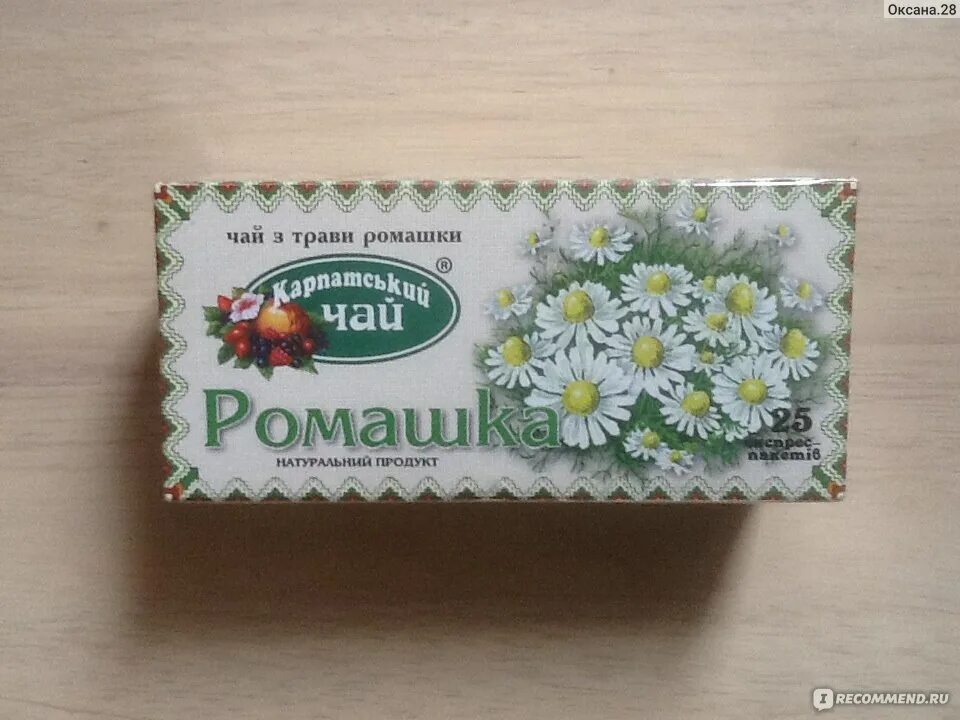 Оксана.28
чай з трави ромашки
Карпатський ®
чай
Ромашка
НАТУРАЛЬНИЙ ПРОДУКТ
25
експрес-
пакетів
I RECOMMEND.RU